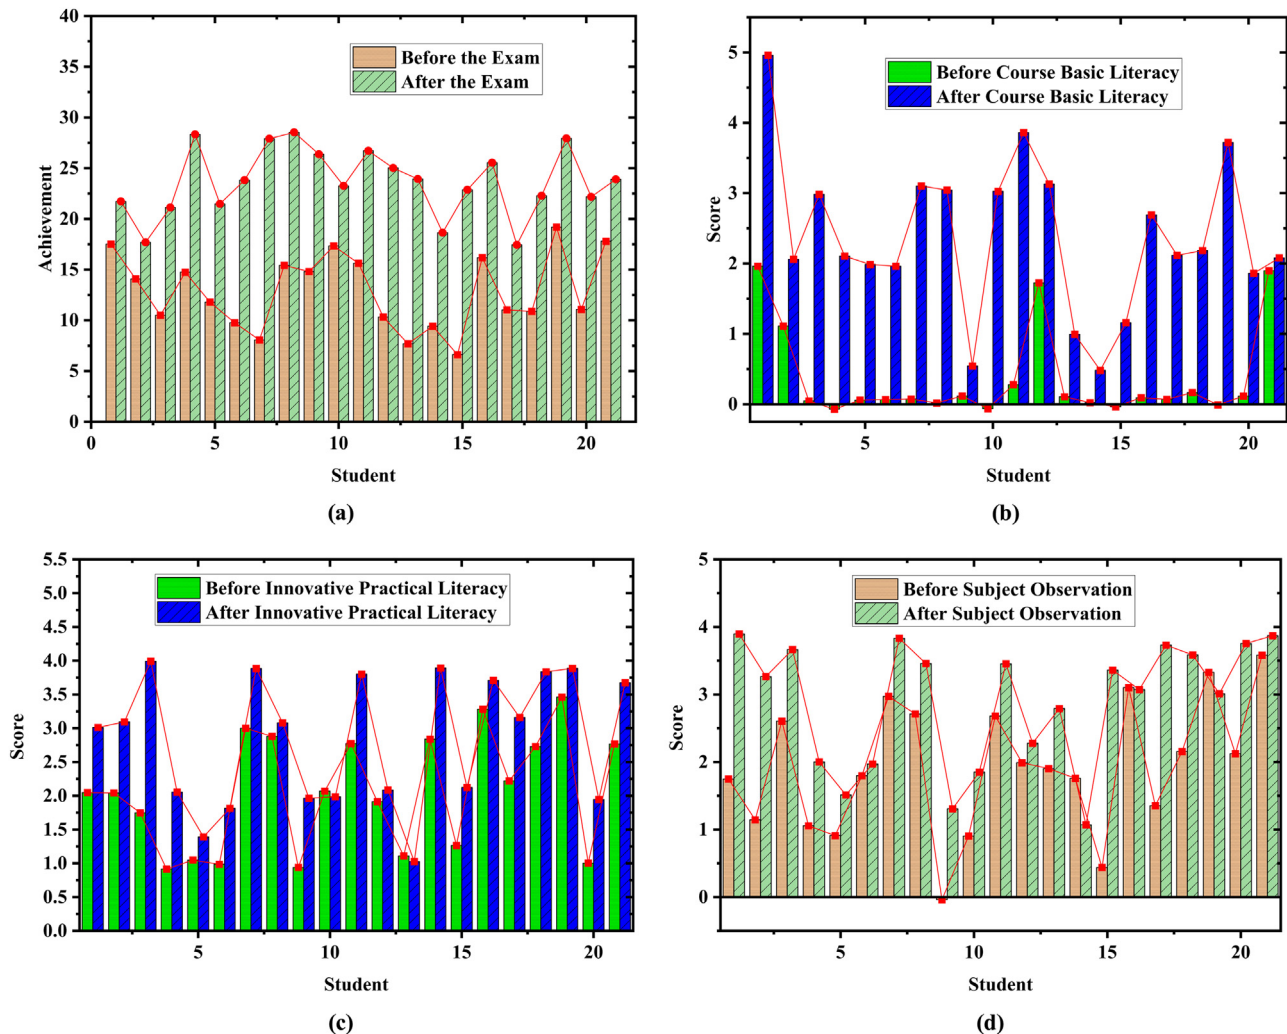 40
35
30
25
20
15
10
5
0
Achievement
Before the Exam
After the Exam
0 5 10 15 20
Student
(a)
5
4
3
2
1
0
Score
Before Course Basic Literacy
After Course Basic Literacy
5 10 15 20
Student
(b)
5.5
5.0
4.5
4.0
3.5
3.0
2.5
2.0
1.5
1.0
0.5
0.0
Score
Before Innovative Practical Literacy
After Innovative Practical Literacy
5 10 15 20
Student
(c)
5
4
3
2
1
0
Score
Before Subject Observation
After Subject Observation
5 10 15 20
Student
(d)